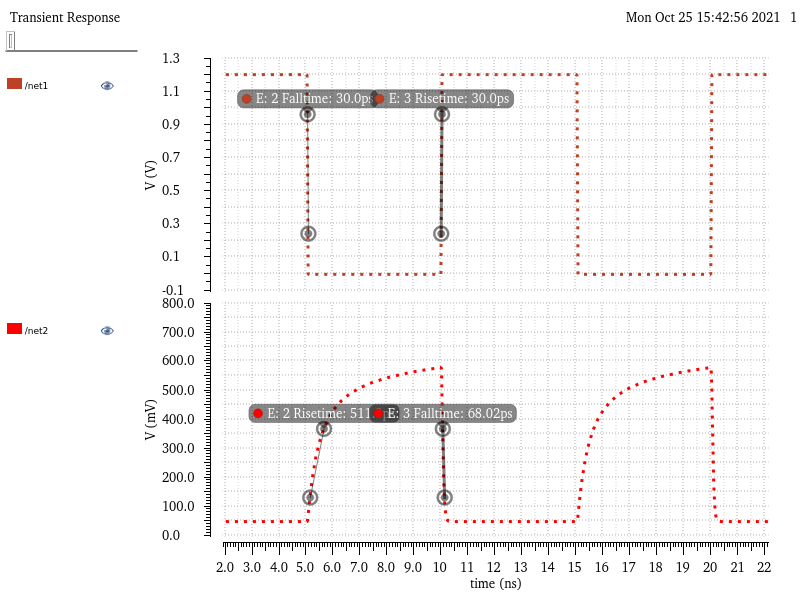 Transient Response
Mon Oct 25 15:42:56 2021 1
/net1
1.3
1.1
0.9
0.7
0.5
0.3
0.1
-0.1
V (V)
E: 2 Falltime: 30.0ps
E: 3 Risetime: 30.0ps
/net2
800.0
700.0
600.0
500.0
400.0
300.0
200.0
100.0
0.0
V (mV)
E: 2 Risetime: 511.
E: 3 Falltime: 68.02ps
2.0 3.0 4.0 5.0 6.0 7.0 8.0 9.0 10 11 12 13 14 15 16 17 18 19 20 21 22
time (ns)